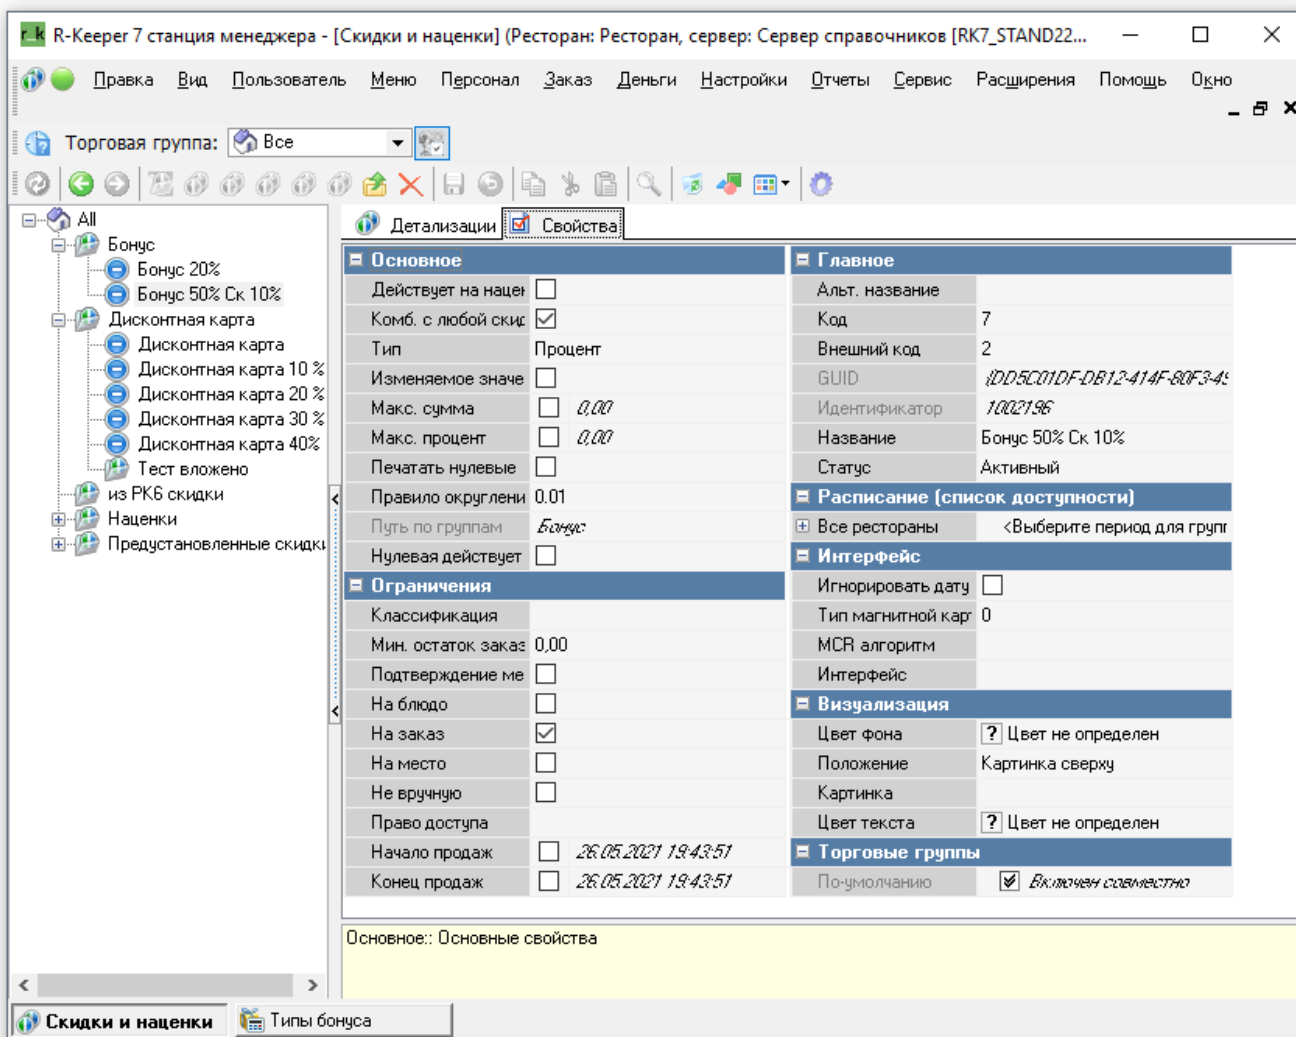 r_k R-Keeper 7 станция менеджера - [Скидки и наценки] (Ресторан: Ресторан, сервер: Сервер справочников [RK7_STAND22...
Правка Вид Пользователь Меню Персонал Заказ Деньги Настройки Отчеты Сервис Расширения Помощь Окно
Торговая группа: Все
Детализации Свойства
All
Бонус
Бонус 20%
Бонус 50% Ск 10%
Дисконтная карта
Дисконтная карта
Дисконтная карта 10 %
Дисконтная карта 20 %
Дисконтная карта 30 %
Дисконтная карта 40%
Тест вложено
из РК6 скидки
Наценки
Предустановленные скидки
Основное
Действует на нацен
Комб. с любой скид
Тип Процент
Изменяемое значе
Макс. сумма 0,00
Макс. процент 0,00
Печатать нулевые
Правило округлени 0.01
Путь по группам Бонус
Нулевая действует
Ограничения
Классификация
Мин. остаток заказ 0,00
Подтверждение ме
На блюдо
На заказ
На место
Не вручную
Право доступа
Начало продаж 26.05.2021 19:43:51
Конец продаж 26.05.2021 19:43:51
Главное
Альт. название
Код 7
Внешний код 2
GUID {DD5C01DF-DB12-414F-80F3-49
Идентификатор 1002196
Название Бонус 50% Ск 10%
Статус Активный
Расписание (список доступности)
Все рестораны <Выберите период для групп
Интерфейс
Игнорировать дату
Тип магнитной кар 0
MCR алгоритм
Интерфейс
Визуализация
Цвет фона ? Цвет не определен
Положение Картинка сверху
Картинка
Цвет текста ? Цвет не определен
Торговые группы
По-умолчанию Включен совместно
Основное:: Основные свойства
Скидки и наценки Типы бонуса